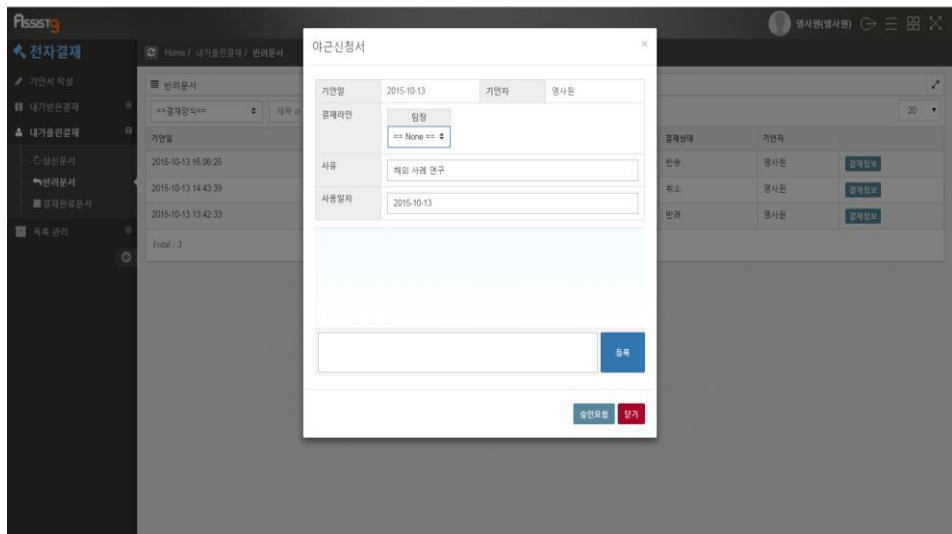 Assist9
영사원(영사원)
전자결재
Home / 내가올린결재 / 반려문서
기안서 작성
내가받은결재
내가올린결재
상신문서
반려문서
결재완료문서
목록 관리
반려문서
==결재양식==
제목 or
20
기안일
결재상태
기안자
2015-10-13 15:06:25
반송
영사원
결재정보
2015-10-13 14:43:39
취소
영사원
결재정보
2015-10-13 13:42:33
반려
영사원
결재정보
Total : 3
야근신청서
×
기안일
2015-10-13
기안자
영사원
결재라인
팀장
== None ==
사유
해외 사례 연구
사용일자
2015-10-13
등록
승인요청
닫기